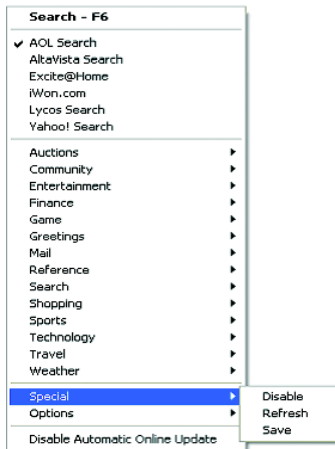 Search - F6
AOL Search
AltaVista Search
Excite@Home
iWon.com
Lycos Search
Yahoo! Search
Auctions
Community
Entertainment
Finance
Game
Greetings
Mail
Reference
Search
Shopping
Sports
Technology
Travel
Weather
Special
Options
Disable Automatic Online Update
Disable
Refresh
Save